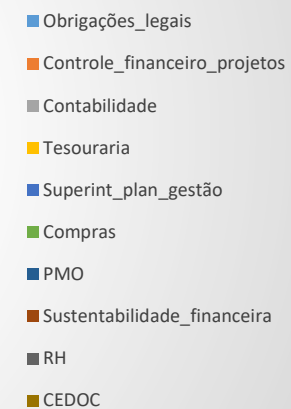 Obrigações_legais
Controle_financeiro_projetos
Contabilidade
Tesouraria
Superint_plan_gestão
Compras
PMO
Sustentabilidade_financeira
RH
CEDOC